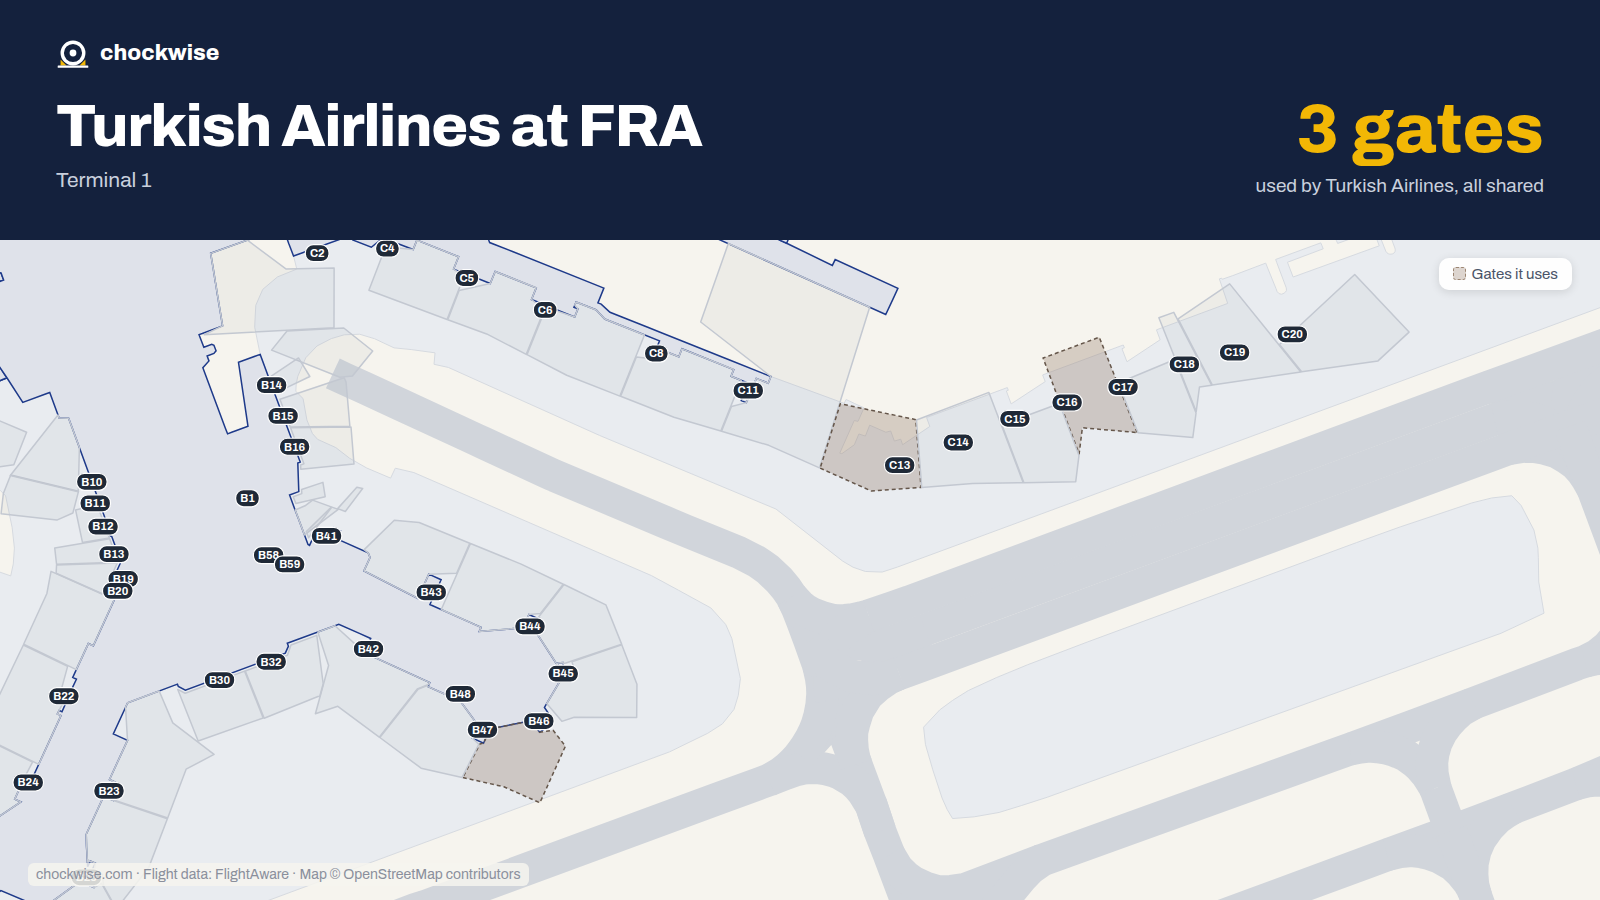 chockwise
Turkish Airlines at FRA
Terminal 1
3 gates
used by Turkish Airlines, all shared
Gates it uses
C2
C4
C5
C6
C8
C11
C13
C14
C15
C16
C17
C18
C19
C20
B14
B15
B16
B1
B10
B11
B12
B13
B19
B20
B41
B58
B59
B43
B44
B45
B42
B32
B30
B48
B47
B46
B22
B24
B23
chockwise.com · Flight data: FlightAware · Map © OpenStreetMap contributors